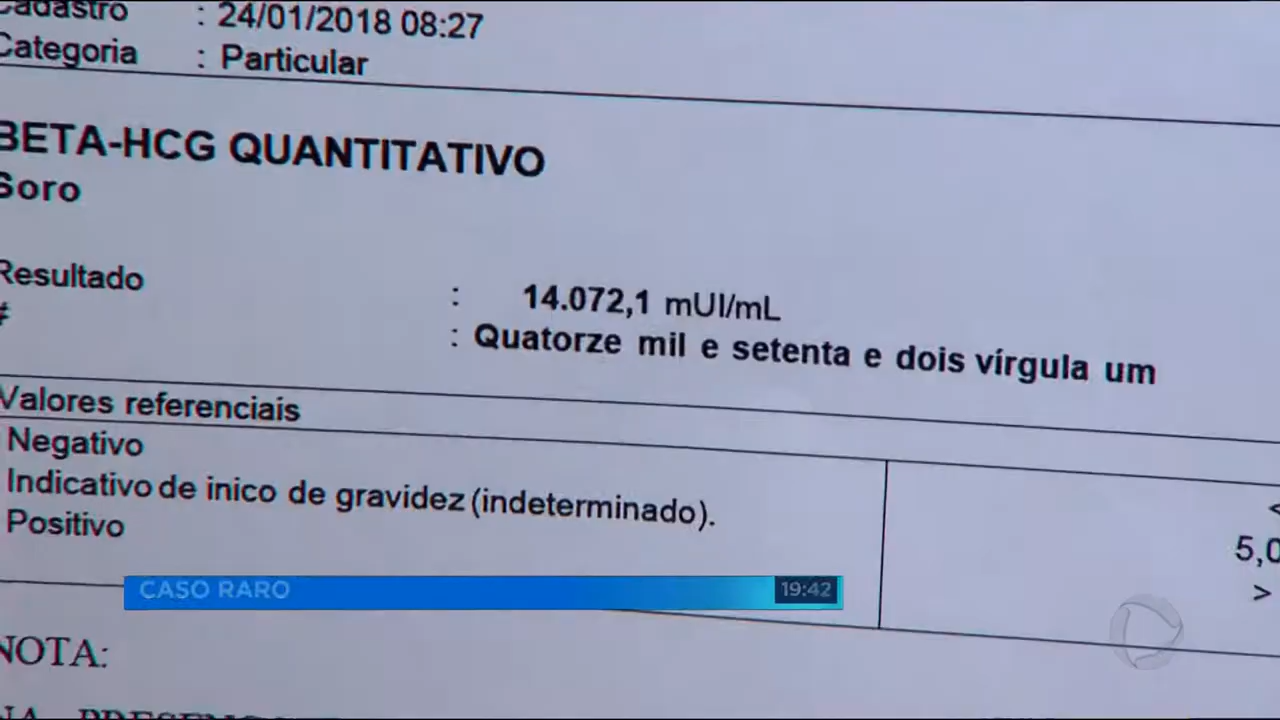 Cadastro : 24/01/2018 08:27
Categoria : Particular
BETA-HCG QUANTITATIVO
Soro
Resultado : 14.072,1 mUI/mL
# : Quatorze mil e setenta e dois vírgula um
Valores referenciais
Negativo <
Indicativo de inico de gravidez (indeterminado). 5,0
Positivo >
CASO RARO 19:42
NOTA: